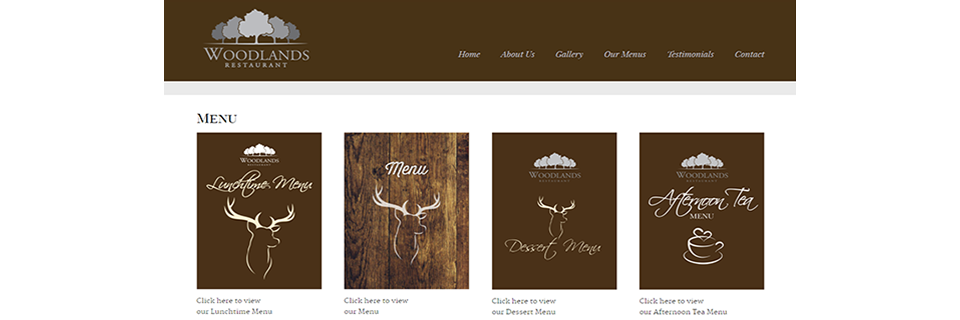 Woodlands
Restaurant
Home About Us Gallery Our Menus Testimonials Contact
Menu
Woodlands
Restaurant
Lunchtime Menu
Menu
Woodlands
Restaurant
Dessert Menu
Woodlands
Restaurant
Afternoon Tea
Menu
Click here to view
our Lunchtime Menu
Click here to view
our Menu
Click here to view
our Dessert Menu
Click here to view
our Afternoon Tea Menu